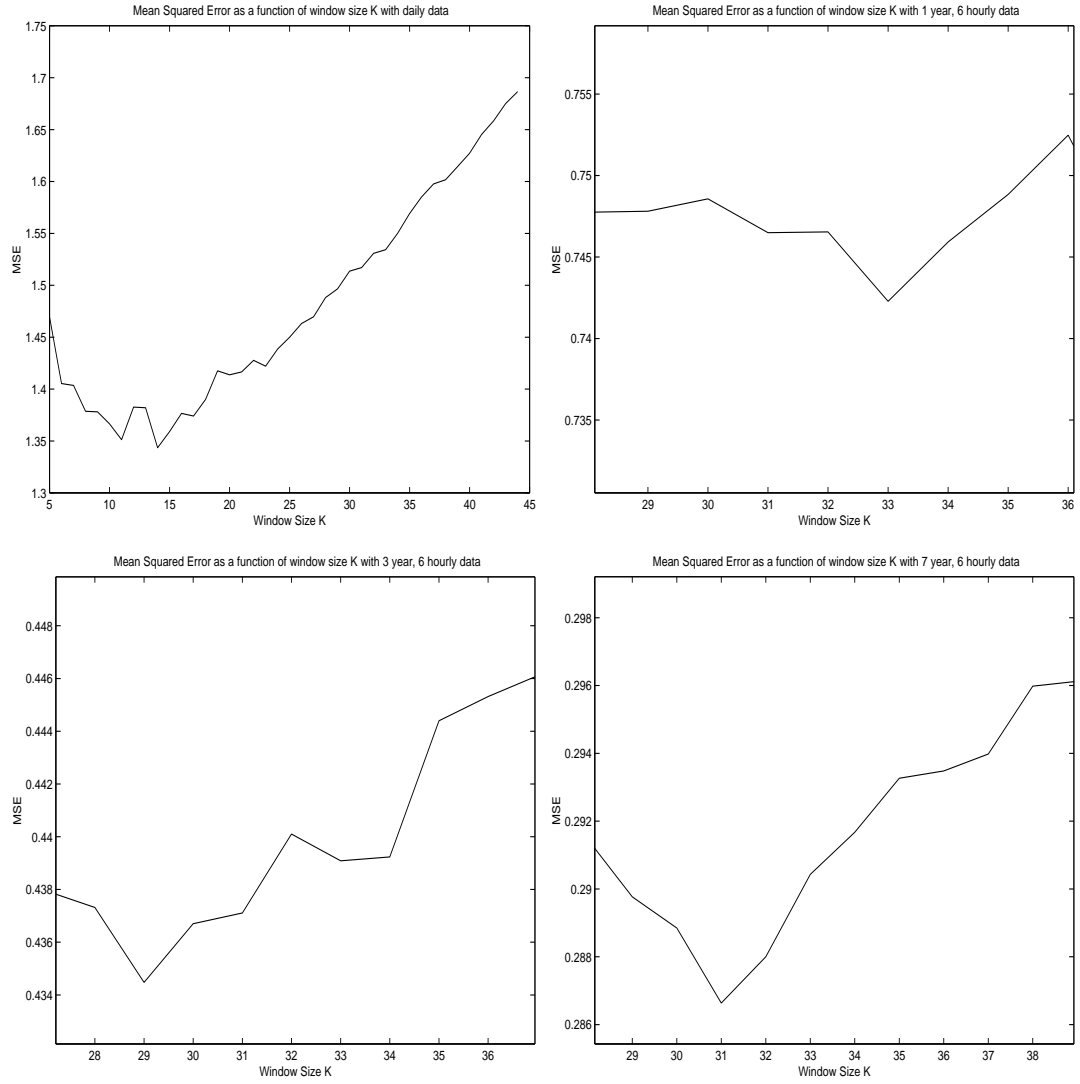 Mean Squared Error as a function of window size K with daily data
1.75
1.7
1.65
1.6
1.55
1.5
1.45
1.4
1.35
1.3
MSE
5 10 15 20 25 30 35 40 45
Window Size K
Mean Squared Error as a function of window size K with 1 year, 6 hourly data
0.755
0.75
0.745
0.74
0.735
MSE
29 30 31 32 33 34 35 36
Window Size K
Mean Squared Error as a function of window size K with 3 year, 6 hourly data
0.448
0.446
0.444
0.442
0.44
0.438
0.436
0.434
MSE
28 29 30 31 32 33 34 35 36
Window Size K
Mean Squared Error as a function of window size K with 7 year, 6 hourly data
0.298
0.296
0.294
0.292
0.29
0.288
0.286
MSE
29 30 31 32 33 34 35 36 37 38
Window Size K